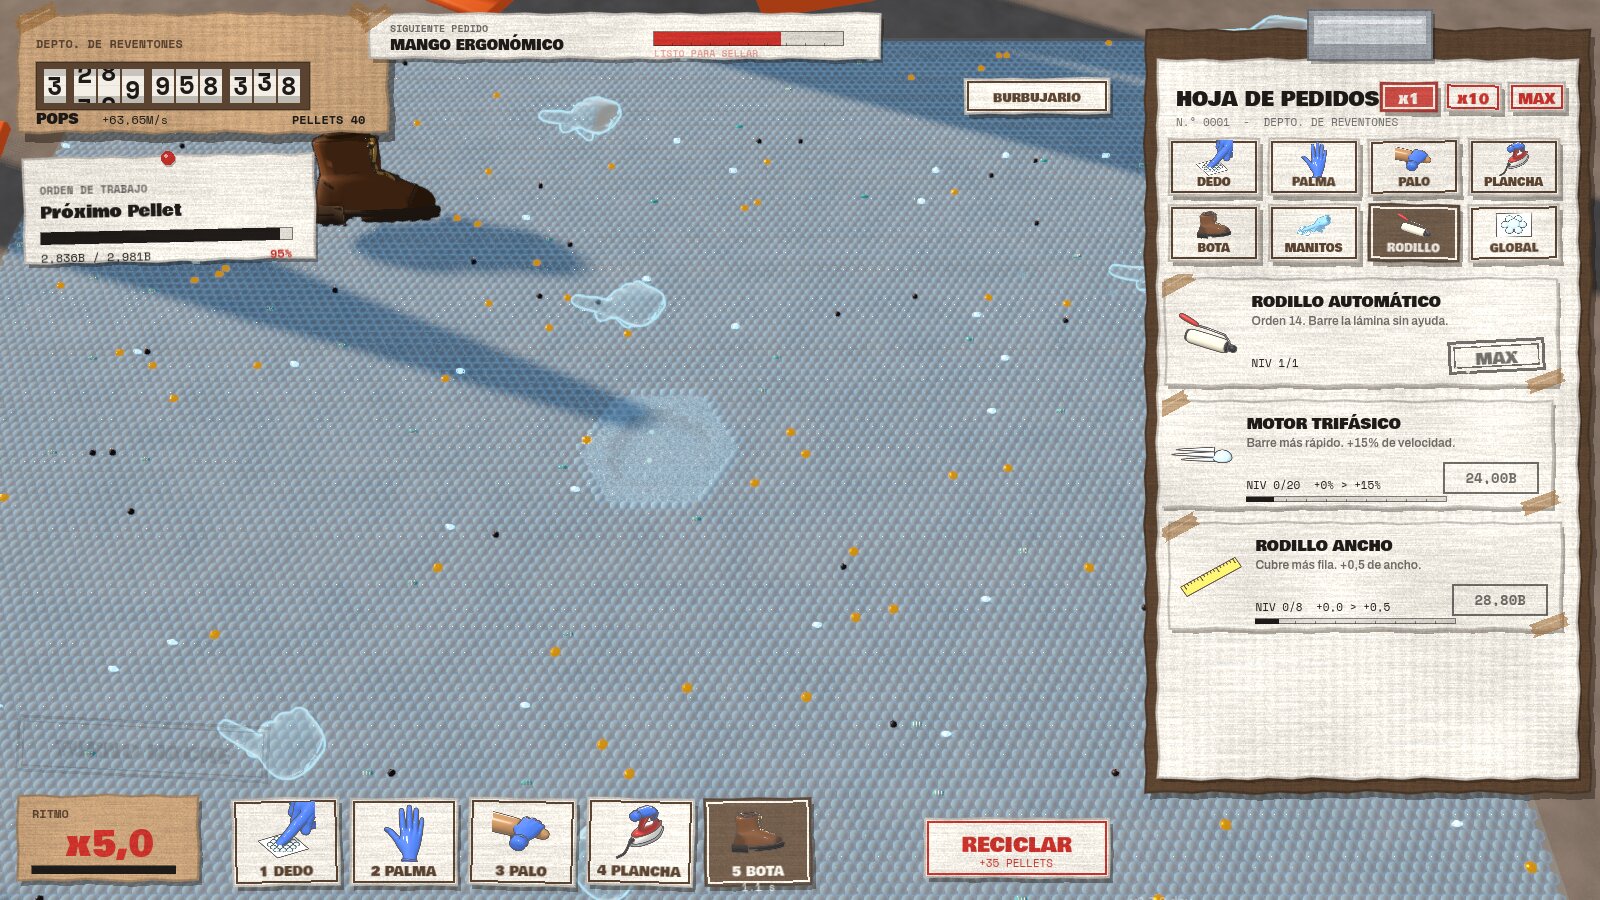 DEPTO. DE REVENTONES
POPS +63,65M/s PELLETS 40
SIGUIENTE PEDIDO
MANGO ERGONÓMICO
LISTO PARA SELLAR
ORDEN DE TRABAJO
Próximo Pellet
2,836B / 2,981B 95%
BURBUJARIO
HOJA DE PEDIDOS x1 x10 MAX
N.° 0001 - DEPTO. DE REVENTONES
DEDO PALMA PALO PLANCHA
BOTA MANITOS RODILLO GLOBAL
RODILLO AUTOMÁTICO
Orden 14. Barre la lámina sin ayuda.
NIV 1/1 MAX
MOTOR TRIFÁSICO
Barre más rápido. +15% de velocidad.
NIV 0/20 +0% > +15% 24,00B
RODILLO ANCHO
Cubre más fila. +0,5 de ancho.
NIV 0/8 +0.0 > +0.5 28,80B
RITMO
x5,0
1 DEDO 2 PALMA 3 PALO 4 PLANCHA 5 BOTA
1.1 s
RECICLAR
+35 PELLETS